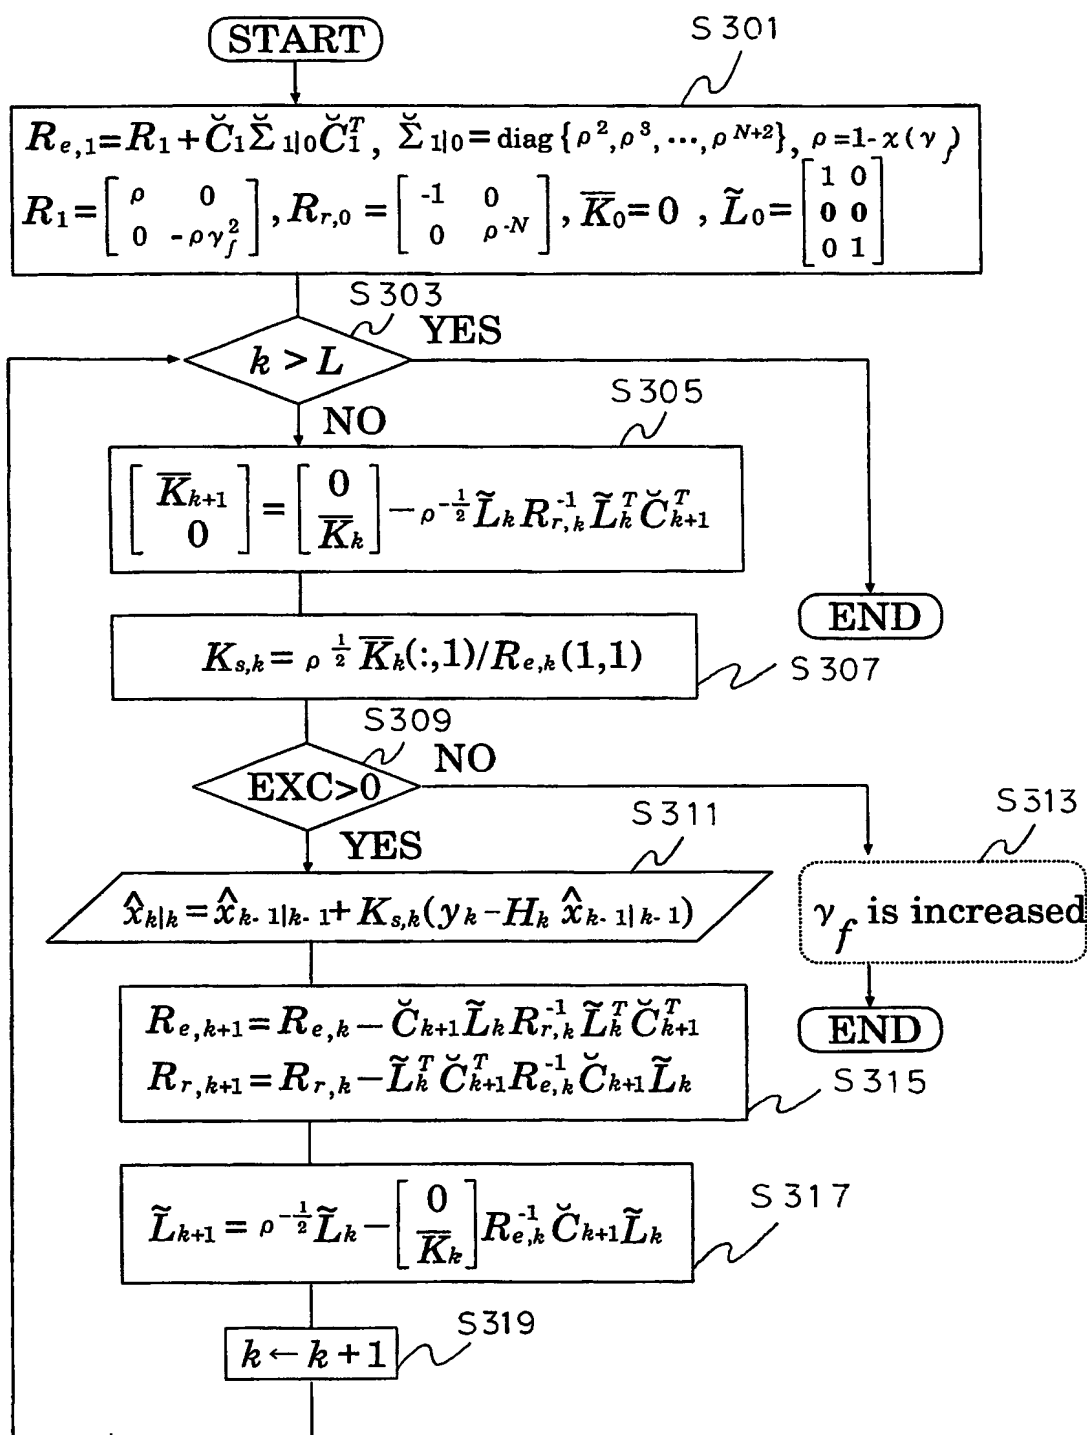 START
S301
R_{e,1}=R_1+C̆_1Σ̆_{1|0}C̆_1^T, Σ̆_{1|0}=diag{ρ^2,ρ^3,···,ρ^{N+2}}, ρ=1-χ(γ_f)
R_1=[ρ 0; 0 -ργ_f^2], R_{r,0}=[-1 0; 0 ρ^{-N}], K̅_0=0 , L̃_0=[1 0; 0 0; 0 1]
S303
k > L
YES
NO
S305
[K̅_{k+1}; 0]=[0; K̅_k]-ρ^{-1/2}L̃_kR_{r,k}^{-1}L̃_k^TC̆_{k+1}^T
END
K_{s,k}=ρ^{1/2}K̅_k(:,1)/R_{e,k}(1,1)
S307
S309
EXC>0
NO
YES
S311
x̂_{k|k}=x̂_{k-1|k-1}+K_{s,k}(y_k-H_kx̂_{k-1|k-1})
S313
γ_f is increased
END
R_{e,k+1}=R_{e,k}-C̆_{k+1}L̃_kR_{r,k}^{-1}L̃_k^TC̆_{k+1}^T
R_{r,k+1}=R_{r,k}-L̃_k^TC̆_{k+1}^TR_{e,k}^{-1}C̆_{k+1}L̃_k
S315
L̃_{k+1}=ρ^{-1/2}L̃_k-[0; K̅_k]R_{e,k}^{-1}C̆_{k+1}L̃_k
S317
k←k+1
S319